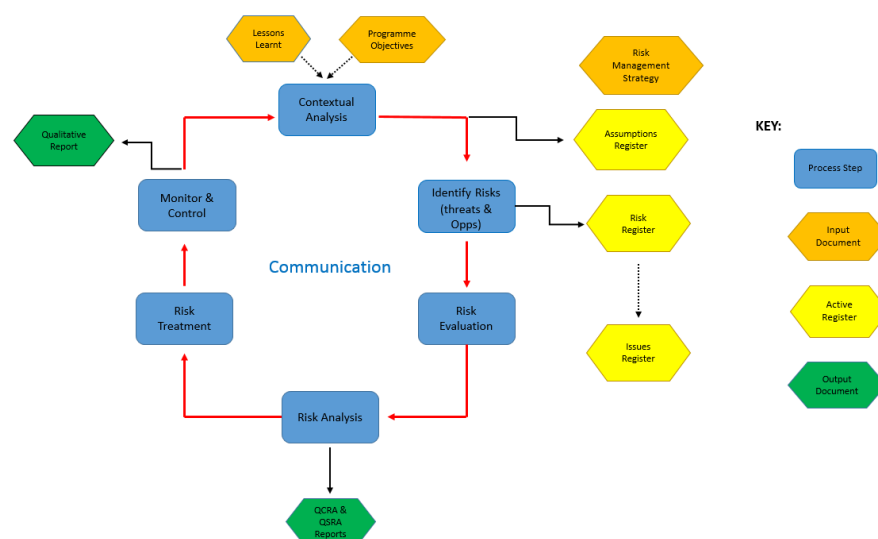 Lessons
Learnt
Programme
Objectives
Risk
Management
Strategy
Contextual
Analysis
Qualitative
Report
Assumptions
Register
KEY:
Process Step
Monitor &
Control
Identify Risks
(threats &
Opps)
Risk
Register
Input
Document
Communication
Risk
Treatment
Risk
Evaluation
Active
Register
Issues
Register
Output
Document
Risk Analysis
QCRA &
QSRA
Reports